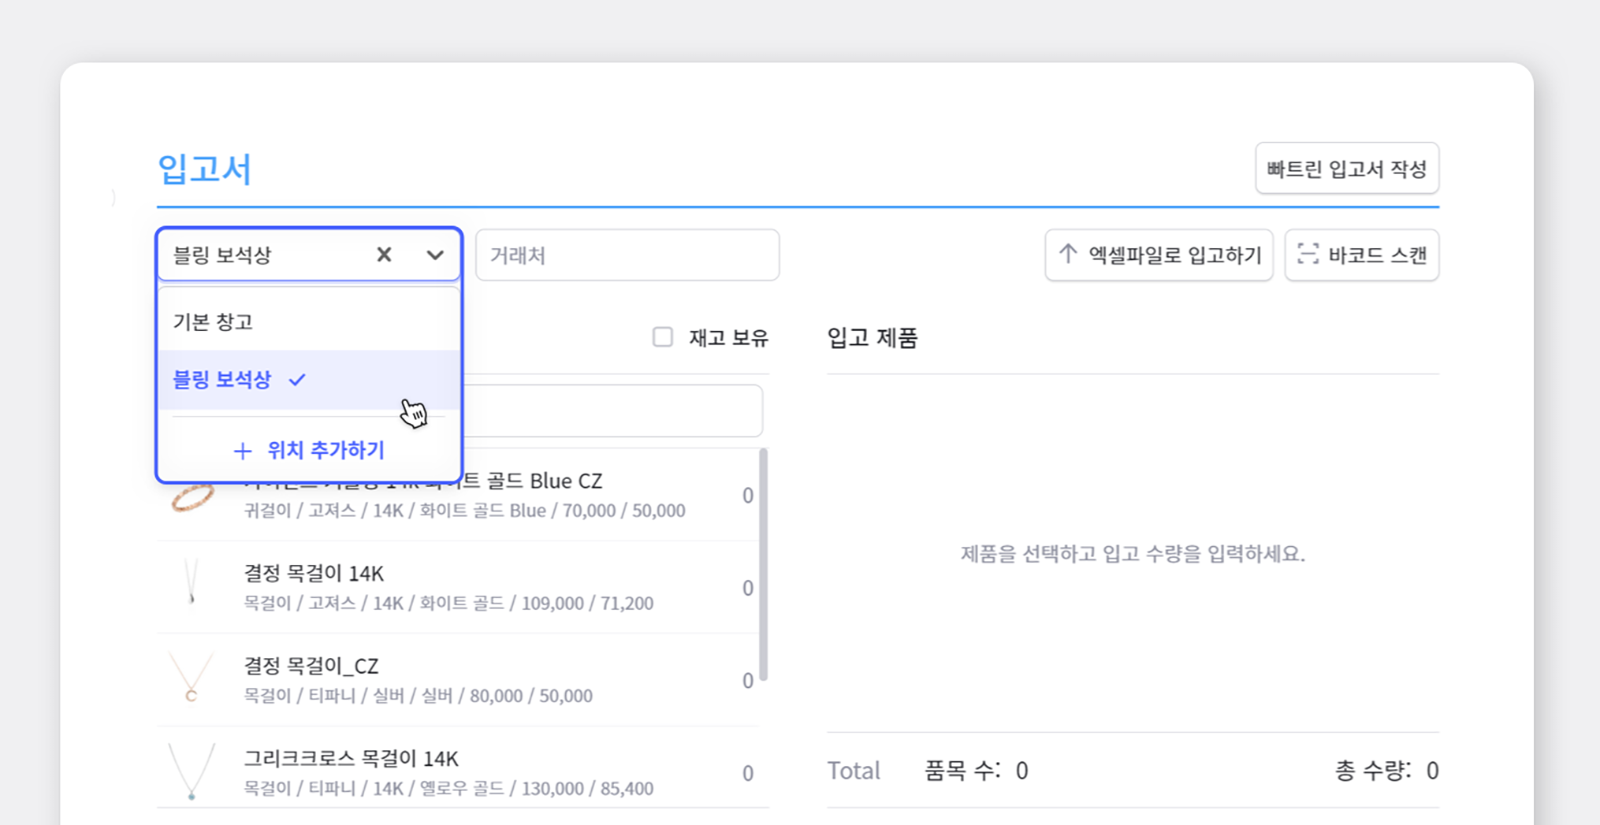 입고서
빠트린 입고서 작성
블링 보석상
거래처
엑셀파일로 입고하기
바코드 스캔
기본 창고
블링 보석상
위치 추가하기
재고 보유
입고 제품
골드 Blue CZ
0
귀걸이 / 고져스 / 14K / 화이트 골드 Blue / 70,000 / 50,000
결정 목걸이 14K
0
목걸이 / 고져스 / 14K / 화이트 골드 / 109,000 / 71,200
결정 목걸이_CZ
0
목걸이 / 티파니 / 실버 / 실버 / 80,000 / 50,000
그리크크로스 목걸이 14K
0
목걸이 / 티파니 / 14K / 옐로우 골드 / 130,000 / 85,400
제품을 선택하고 입고 수량을 입력하세요.
Total 품목 수: 0 총 수량: 0